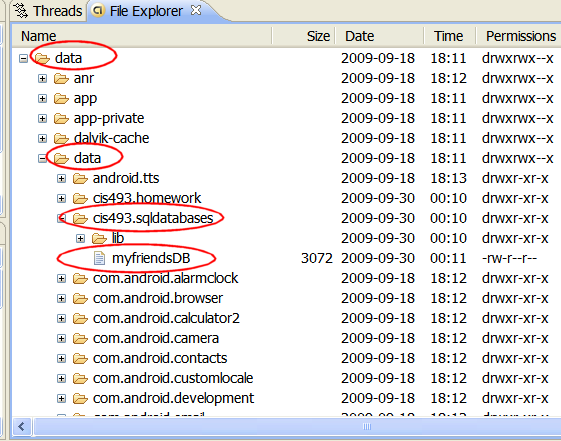 Threads File Explorer
Name Size Date Time Permissions
data 2009-09-18 18:11 drwxrwx--x
anr 2009-09-18 18:12 drwxrwx--x
app 2009-09-18 18:11 drwxrwx--x
app-private 2009-09-18 18:11 drwxrwx--x
dalvik-cache 2009-09-18 18:11 drwxrwx--x
data 2009-09-18 18:11 drwxrwx--x
android.tts 2009-09-18 18:13 drwxr-xr-x
cis493.homework 2009-09-30 00:10 drwxr-xr-x
cis493.sqldatabases 2009-09-30 00:10 drwxr-xr-x
lib 2009-09-30 00:10 drwxr-xr-x
myfriendsDB 3072 2009-09-30 00:11 -rw-r--r--
com.android.alarmclock 2009-09-18 18:12 drwxr-xr-x
com.android.browser 2009-09-18 18:12 drwxr-xr-x
com.android.calculator2 2009-09-18 18:12 drwxr-xr-x
com.android.camera 2009-09-18 18:12 drwxr-xr-x
com.android.contacts 2009-09-18 18:12 drwxr-xr-x
com.android.customlocale 2009-09-18 18:12 drwxr-xr-x
com.android.development 2009-09-18 18:12 drwxr-xr-x